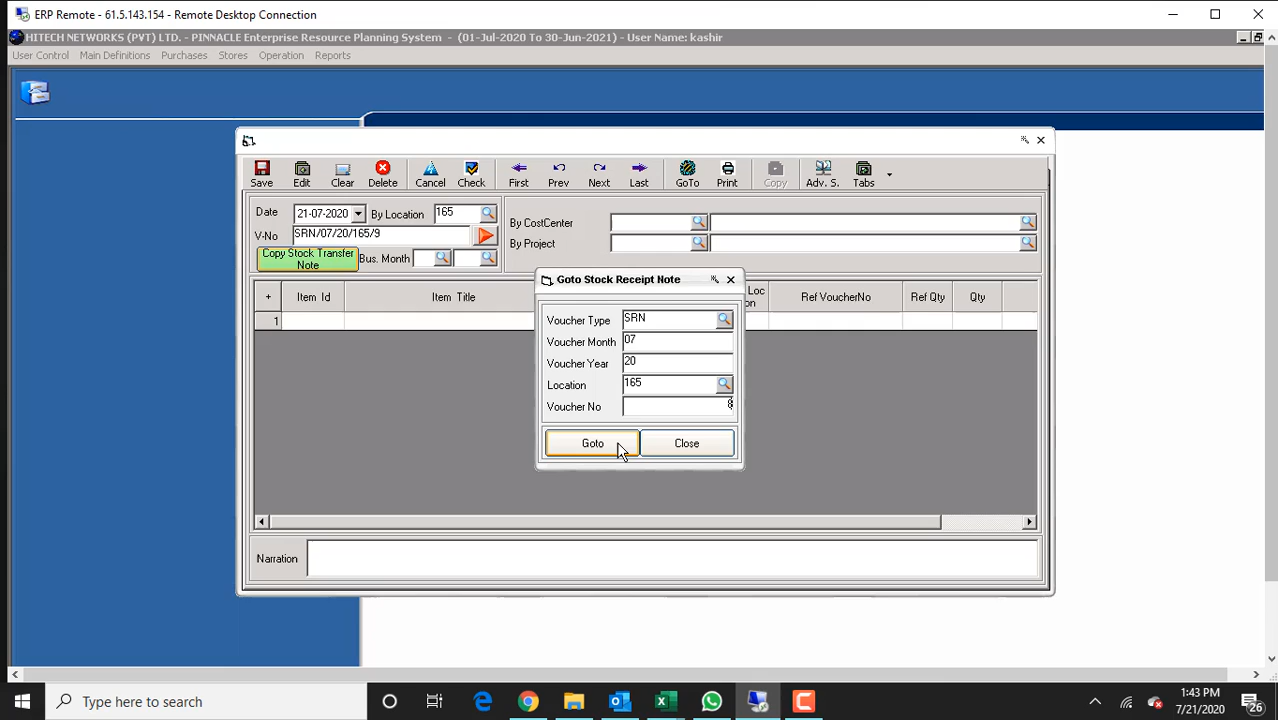 ERP Remote - 61.5.143.154 - Remote Desktop Connection
HITECH NETWORKS (PVT) LTD. - PINNACLE Enterprise Resource Planning System - (01-Jul-2020 To 30-Jun-2021) - User Name: kashir
User Control Main Definitions Purchases Stores Operation Reports
Save Edit Clear Delete Cancel Check First Prev Next Last GoTo Print Copy Adv. S. Tabs
Date 21-07-2020 By Location 165
By CostCenter
V-No SRN/07/20/165/9
By Project
Copy Stock Transfer Note Bus. Month
Goto Stock Receipt Note
+ Item Id Item Title Loc Ref VoucherNo Ref Qty Qty
1
Voucher Type SRN
Voucher Month 07
Voucher Year 20
Location 165
Voucher No
Goto Close
Narration
Type here to search
1:43 PM
7/21/2020
26